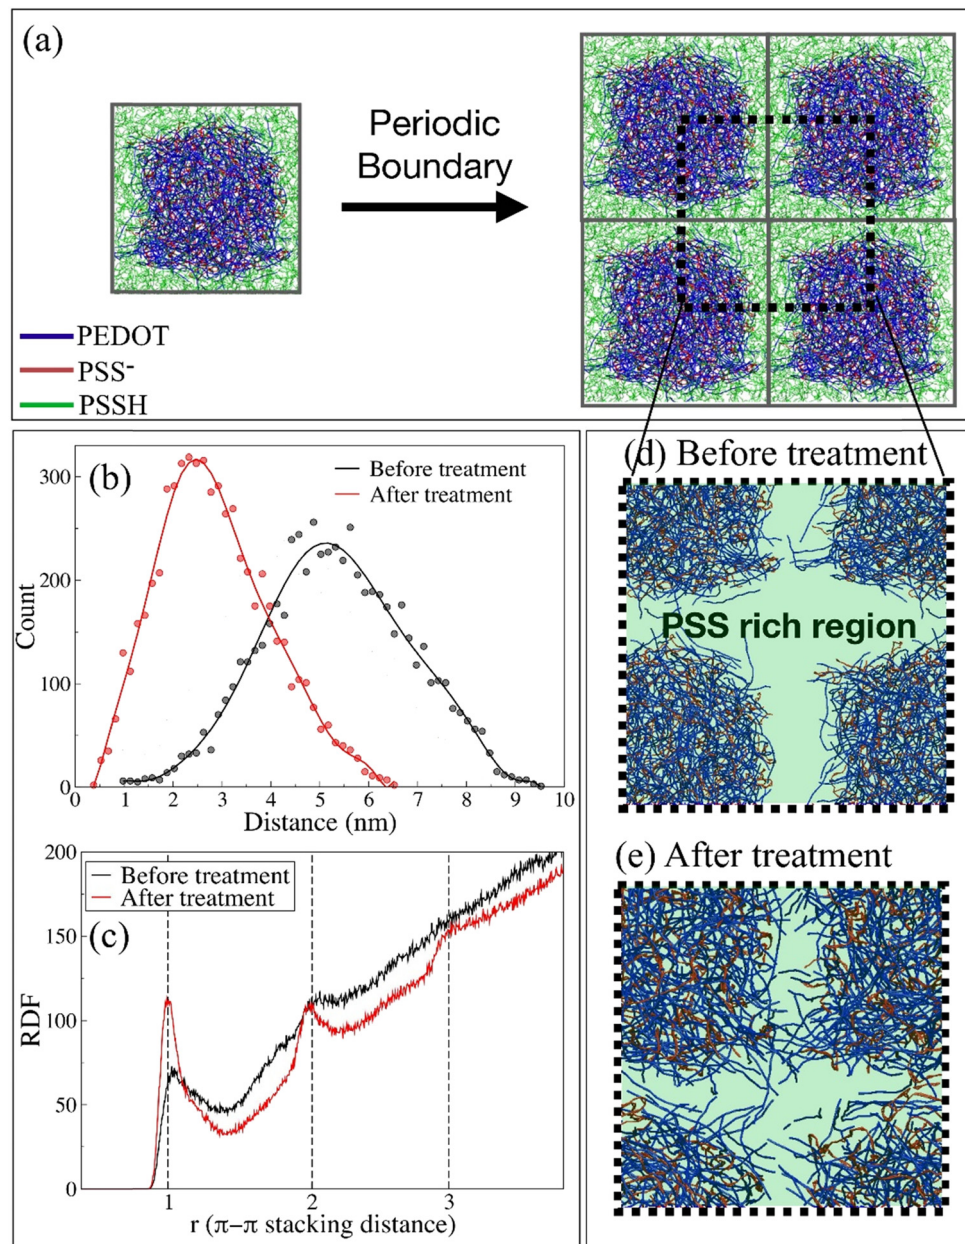 (a)
Periodic
Boundary
PEDOT
PSS⁻
PSSH
(b)
Before treatment
After treatment
300
200
100
0
Count
0 1 2 3 4 5 6 7 8 9 10
Distance (nm)
(c)
Before treatment
After treatment
200
150
100
50
0
RDF
1 2 3
r (π−π stacking distance)
(d) Before treatment
PSS rich region
(e) After treatment